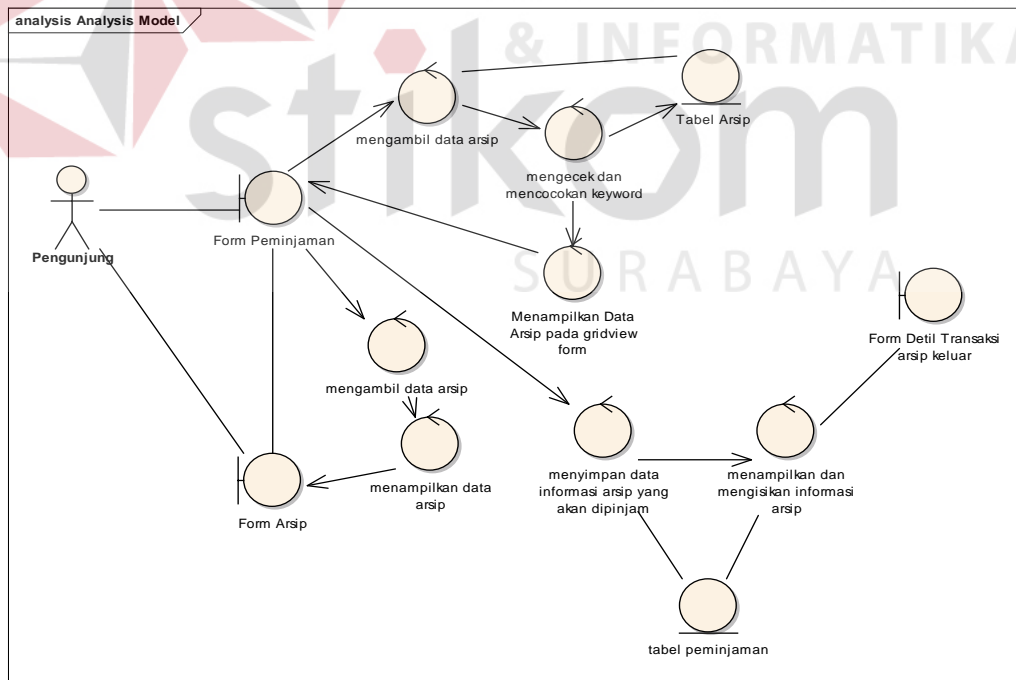 analysis Analysis Model
& INFORMATIKA
stikom
SURABAYA
mengambil data arsip
Tabel Arsip
mengecek dan
mencocokan keyword
Pengunjung
Form Peminjaman
Menampilkan Data
Arsip pada gridview
form
Form Detil Transaksi
arsip keluar
mengambil data arsip
menampilkan data
arsip
Form Arsip
menyimpan data
informasi arsip yang
akan dipinjam
menampilkan dan
mengisikan informasi
arsip
tabel peminjaman